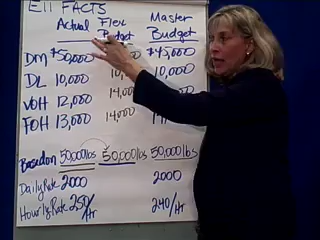 E11 FACTS
Actual Flex Budget Master Budget
DM $50,000 $45,000
DL 10,000 10,000
VOH 12,000 14,000
FOH 13,000 14,000
Based on 50,000lbs 50,000lbs 50,000lbs
Daily Rate 2000 2000
Hourly Rate 250/Hr 240/Hr